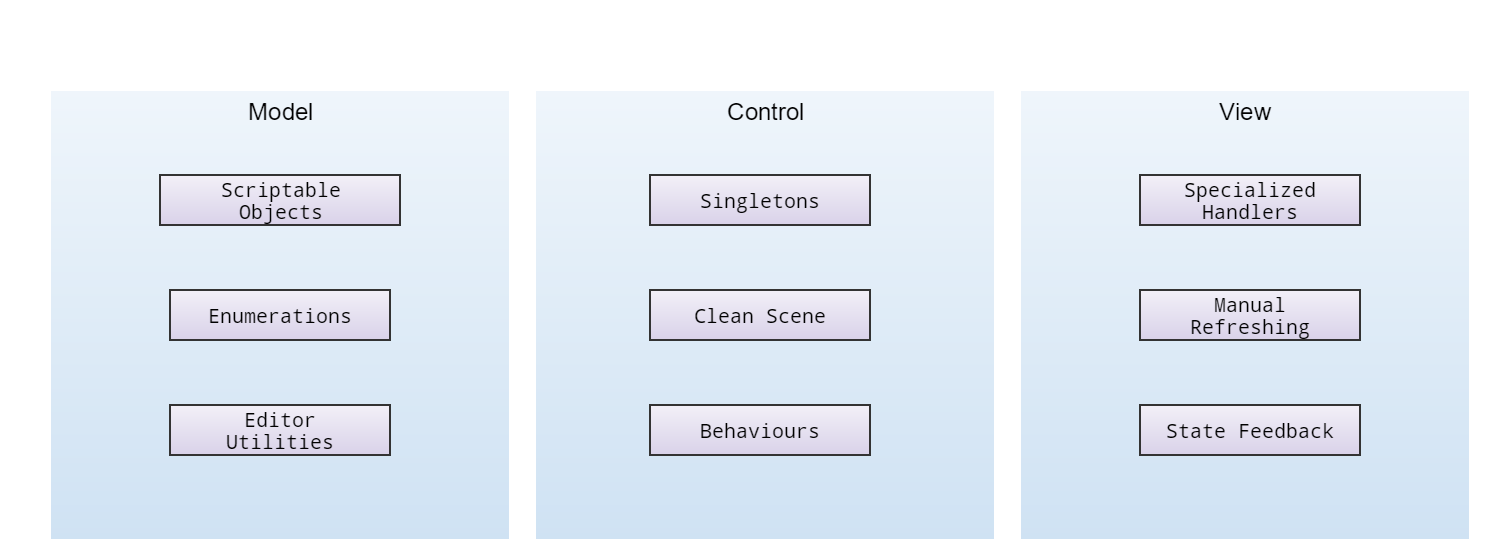 Model
Scriptable
Objects
Enumerations
Editor
Utilities
Control
Singletons
Clean Scene
Behaviours
View
Specialized
Handlers
Manual
Refreshing
State Feedback